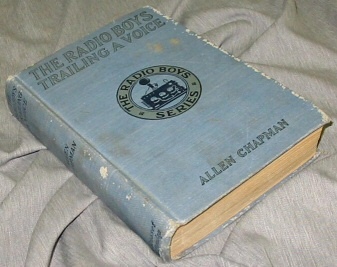 THE RADIO BOYS
TRAILING A VOICE
THE RADIO BOYS
SERIES
ALLEN CHAPMAN